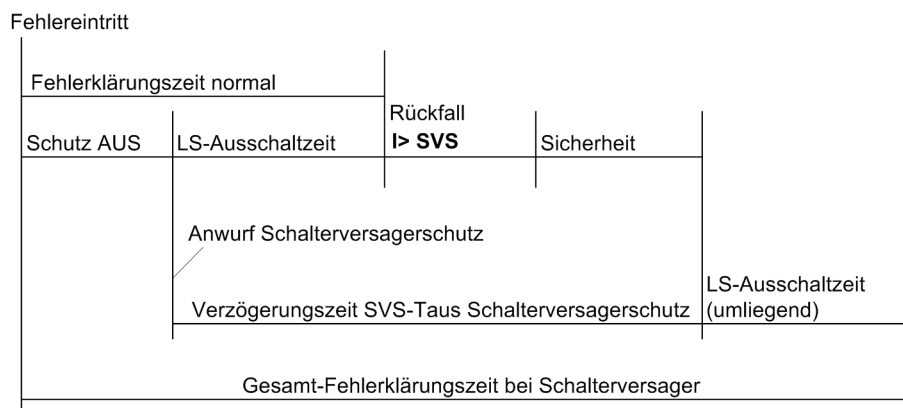 Fehlereintritt
Fehlerklärungszeit normal
Rückfall
Schutz AUS
LS-Ausschaltzeit
I> SVS
Sicherheit
Anwurf Schalterversagerschutz
LS-Ausschaltzeit
Verzögerungszeit SVS-Taus Schalterversagerschutz
(umliegend)
Gesamt-Fehlerklärungszeit bei Schalterversager